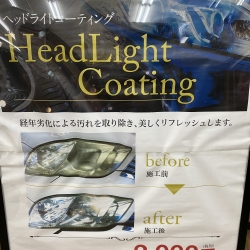 ヘッドライトコーティング
HeadLight
Coating
経年劣化による汚れを取り除き、美しくリフレッシュします。
before
施工前
after
施工後